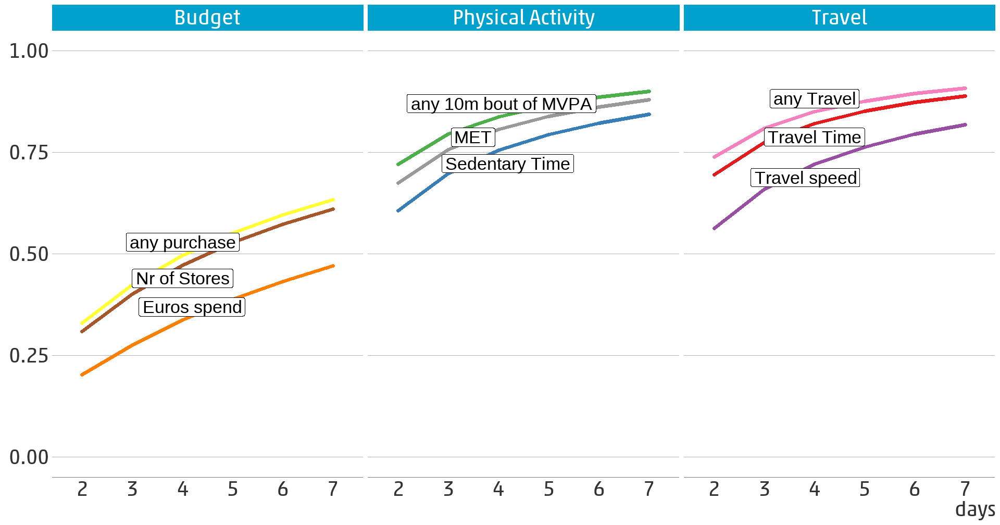 Budget Physical Activity Travel
1.00
0.75
0.50
0.25
0.00
any purchase
Nr of Stores
Euros spend
any 10m bout of MVPA
MET
Sedentary Time
any Travel
Travel Time
Travel speed
2 3 4 5 6 7 2 3 4 5 6 7 2 3 4 5 6 7
days